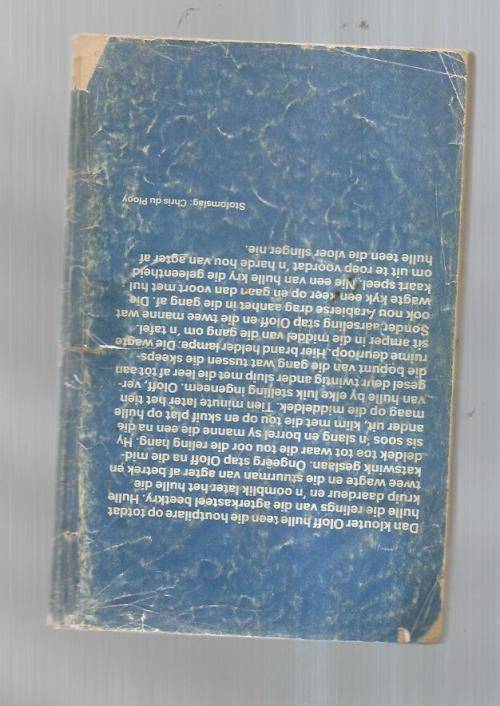 Dan klouter Oloff hulle teen die houtpilare op totdat
hulle die relings van die agterkasteel beetkry. Hulle
kruip daardeur en 'n oomblik later het hulle die
twee wagte en die stuurman van agter af betrek en
katswink geslaan. Ongeërg stap Oloff na die mid-
deldek toe tot waar die tou oor die reling hang. Hy
sis soos 'n slang en borrel sy manne die een na die
ander uit, klim met die tou op en skuif plat op hulle
maag op die middeldek. Tien minute later het tien
van hulle by elke luik stelling ingeneem. Oloff, ver-
gesel deur twintig ander sluip met die leer af tot aan
die bopunt van die gang wat tussen die skeeps-
ruime deurloop. Hier brand helder lampe. Die wagte
sit amper in die middel van die gang om 'n tafel.
Sonder aarseling stap Oloff en die twee manne wat
ook nou Arabierse drag aanhet in die gang af. Die
wagte kyk een keer op en gaan dan voort met hul
kaart speel. Nie een van hulle kry die geleentheid
om uit te roep voordat 'n harde hou van agter af
hulle teen die vloer slinger nie.
Stofomslag: Chris du Plooy